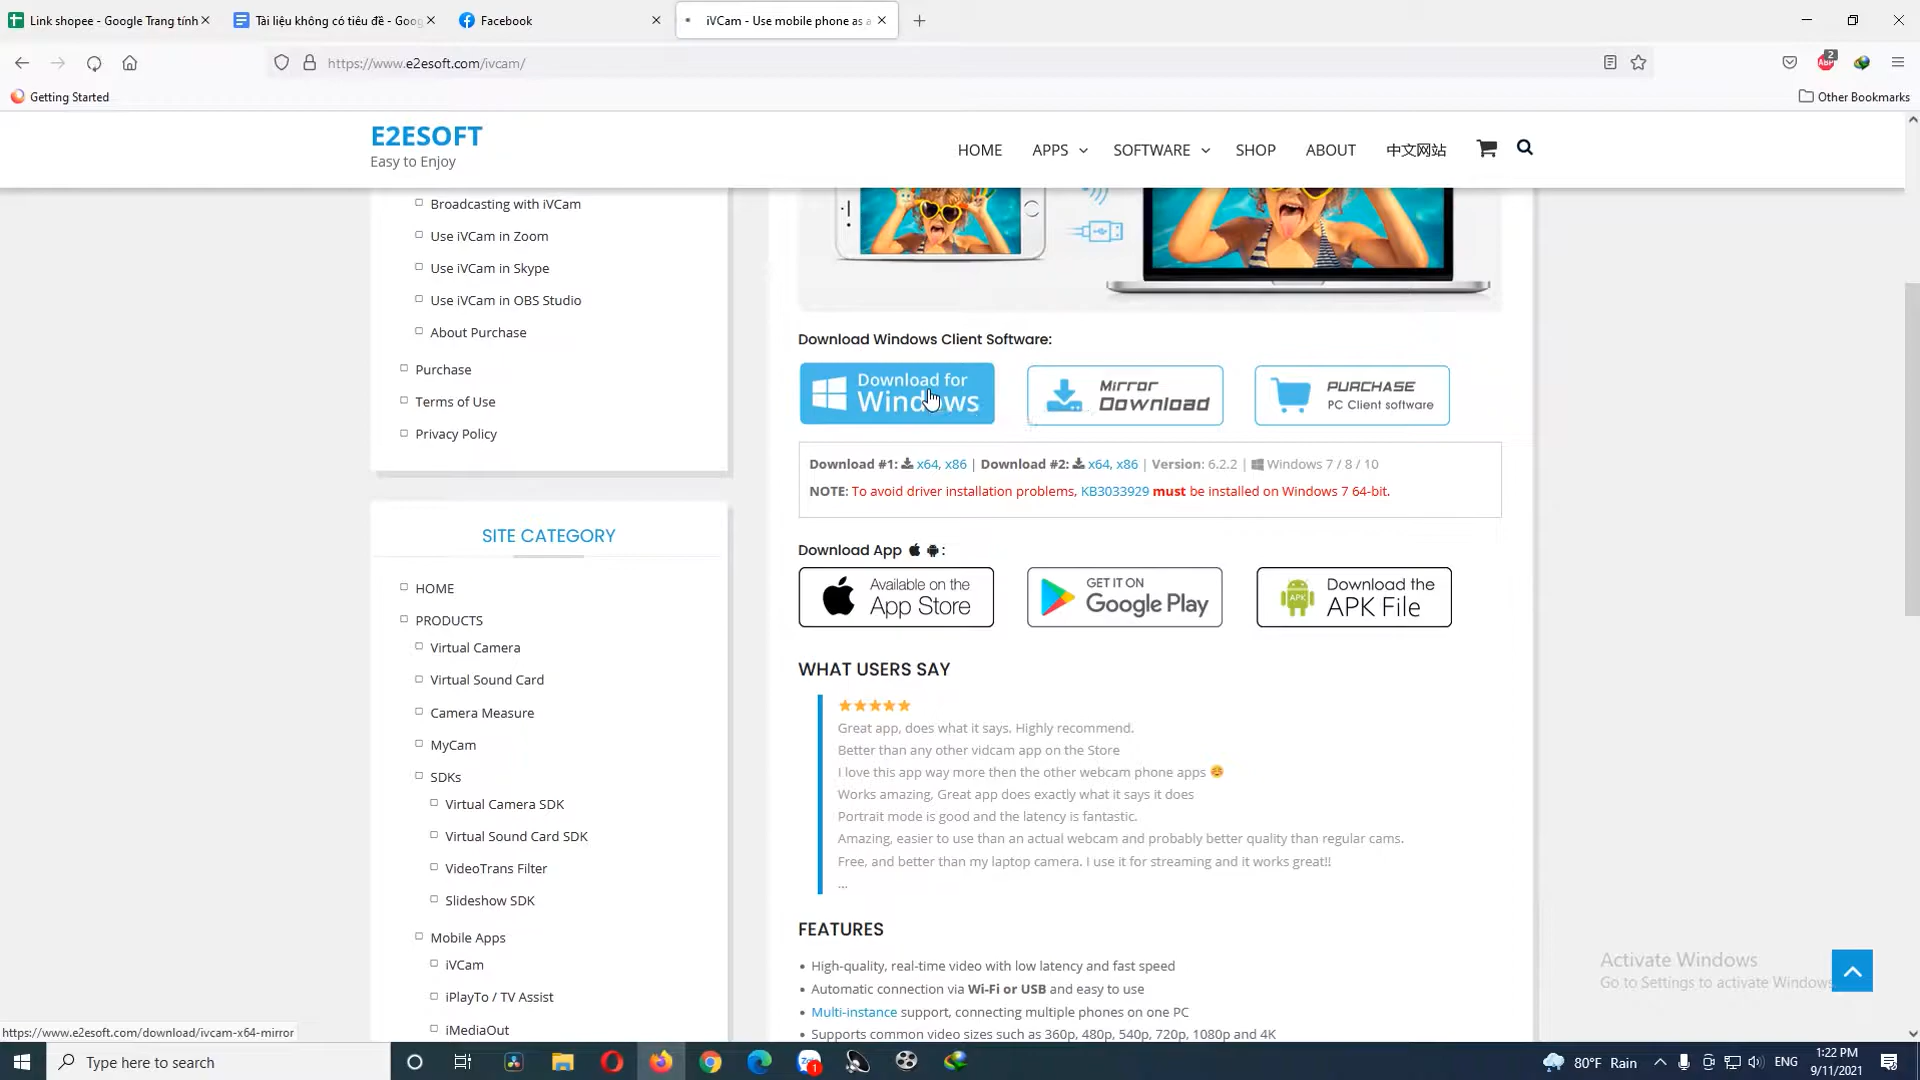 Link shopee - Google Trang tính
Tài liệu không có tiêu đề - Goog
Facebook
iVCam - Use mobile phone as a
https://www.e2esoft.com/ivcam/
2
ABP
Getting Started
Other Bookmarks
E2ESOFT
Easy to Enjoy
HOME
APPS
SOFTWARE
SHOP
ABOUT
中文网站
Broadcasting with iVCam
Use iVCam in Zoom
Use iVCam in Skype
Use iVCam in OBS Studio
About Purchase
Purchase
Terms of Use
Privacy Policy
SITE CATEGORY
HOME
PRODUCTS
Virtual Camera
Virtual Sound Card
Camera Measure
MyCam
SDKs
Virtual Camera SDK
Virtual Sound Card SDK
VideoTrans Filter
Slideshow SDK
Mobile Apps
iVCam
iPlayTo / TV Assist
iMediaOut
Download Windows Client Software:
Download for
Windows
Mirror
Download
PURCHASE
PC Client software
Download #1: x64, x86 | Download #2: x64, x86 | Version: 6.2.2 | Windows 7 / 8 / 10
NOTE: To avoid driver installation problems, KB3033929 must be installed on Windows 7 64-bit.
Download App :
Available on the
App Store
GET IT ON
Google Play
APK
Download the
APK File
WHAT USERS SAY
Great app, does what it says. Highly recommend.
Better than any other vidcam app on the Store
I love this app way more then the other webcam phone apps
Works amazing, Great app does exactly what it says it does
Portrait mode is good and the latency is fantastic.
Amazing, easier to use than an actual webcam and probably better quality than regular cams.
Free, and better than my laptop camera. I use it for streaming and it works great!!
...
FEATURES
• High-quality, real-time video with low latency and fast speed
• Automatic connection via Wi-Fi or USB and easy to use
• Multi-instance support, connecting multiple phones on one PC
• Supports common video sizes such as 360p, 480p, 540p, 720p, 1080p and 4K
Activate Windows
Go to Settings to activate Windows.
https://www.e2esoft.com/download/ivcam-x64-mirror
Type here to search
1
80°F Rain
ENG
1:22 PM
9/11/2021